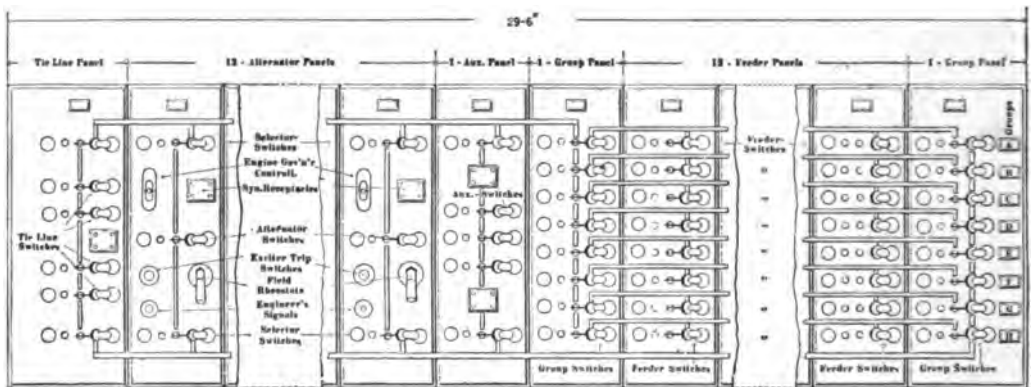 29-6"
Tie Line Panel
12 - Alternator Panels
1 - Aux. Panel
1 - Group Panel
13 - Feeder Panels
1 - Group Panel
Groups
Selector
Switches
Engine Gov'n'r
Controll.
Syn. Receptacles
Aux. Switches
Feeder
Switches
A
B
C
D
E
F
G
Tie Line
Switches
Alternator
Switches
Exciter Trip
Switches
Field
Rheostats
Engineer's
Signals
Selector
Switches
Group Switches
Feeder Switches
Feeder Switches
Group Switches